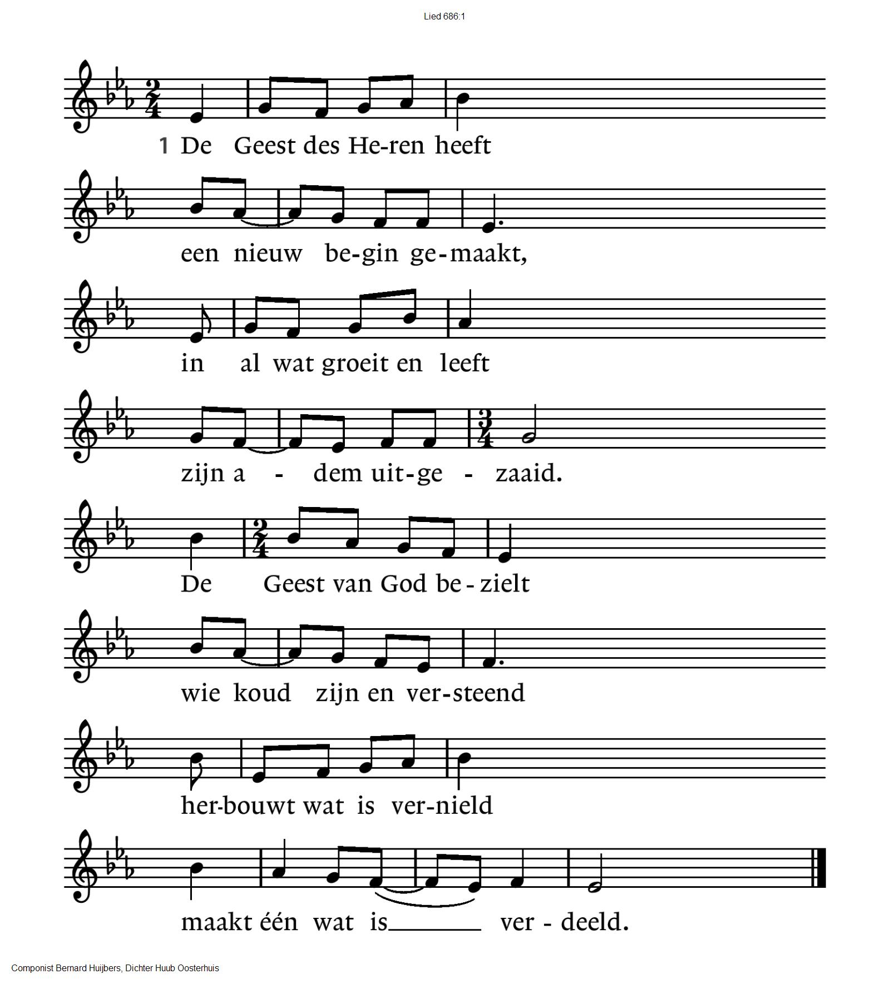 Lied 686:1
1 De Geest des He-ren heeft
een nieuw be-gin ge-maakt,
in al wat groeit en leeft
zijn a - dem uit-ge - zaaid.
De Geest van God be-zielt
wie koud zijn en ver-steend
her-bouwt wat is ver-nield
maakt één wat is ver - deeld.
Componist Bernard Huijbers, Dichter Huub Oosterhuis